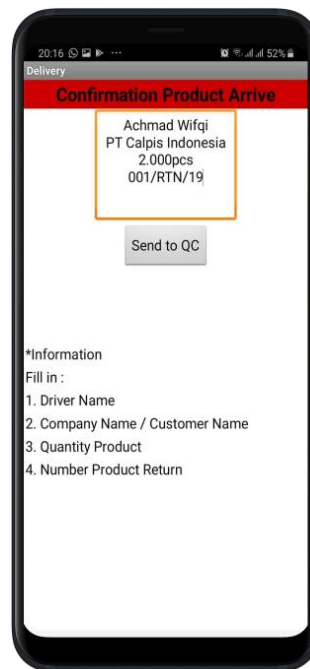 20:16 ... 52%
Delivery
Confirmation Product Arrive
Achmad Wifqi
PT Calpis Indonesia
2.000pcs
001/RTN/19
Send to QC
*Information
Fill in :
1. Driver Name
2. Company Name / Customer Name
3. Quantity Product
4. Number Product Return